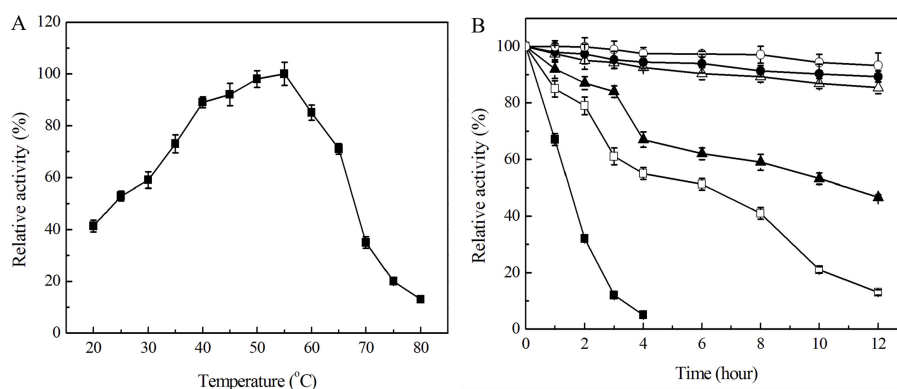 A
Relative activity (%)
120
100
80
60
40
20
0
20 30 40 50 60 70 80
Temperature (°C)
B
Relative activity (%)
100
80
60
40
20
0
0 2 4 6 8 10 12
Time (hour)